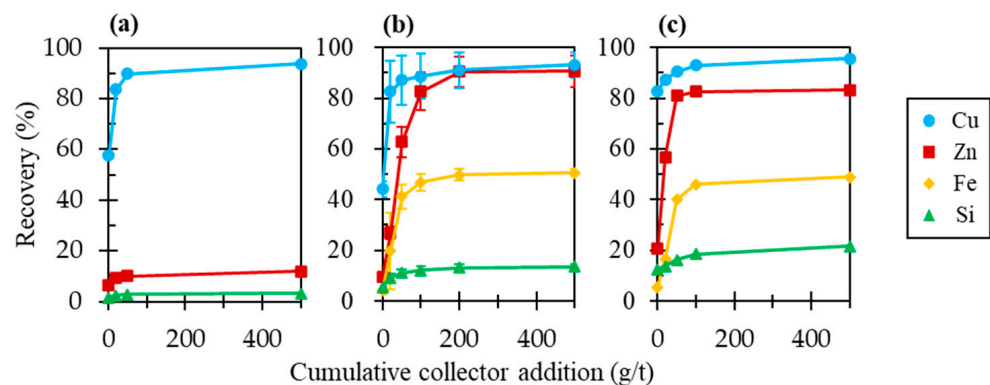 (a) (b) (c)
100 100 100
80 80 80
60 60 60
40 40 40
20 20 20
0 0 0
0 200 400 0 200 400 0 200 400
Recovery (%)
Cumulative collector addition (g/t)
Cu
Zn
Fe
Si